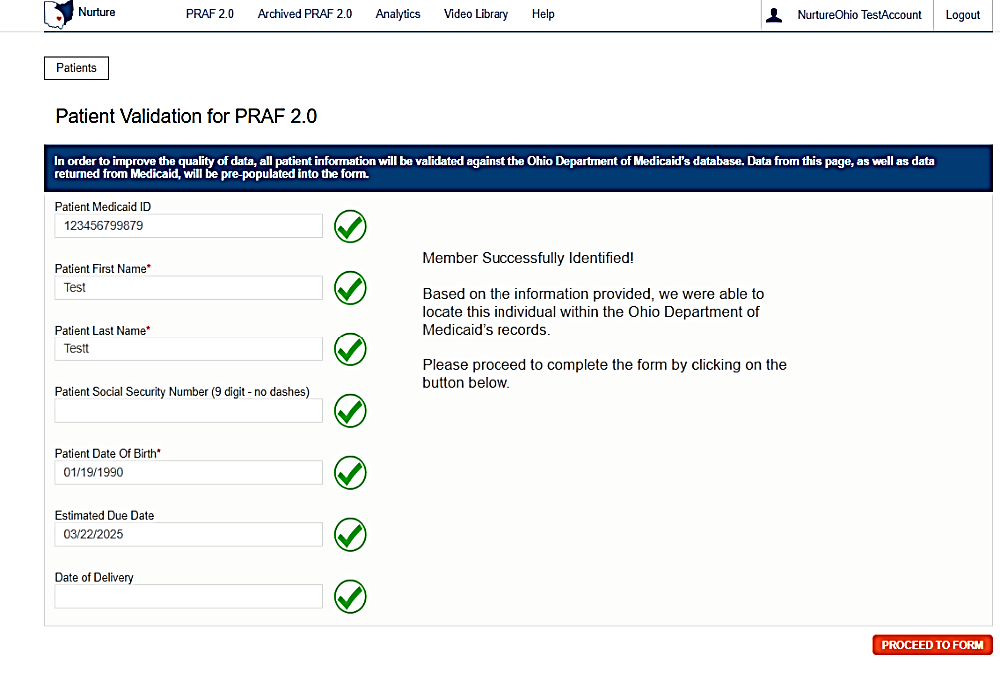 Nurture
PRAF 2.0
Archived PRAF 2.0
Analytics
Video Library
Help
NurtureOhio TestAccount
Logout
Patients
Patient Validation for PRAF 2.0
In order to improve the quality of data, all patient information will be validated against the Ohio Department of Medicaid's database. Data from this page, as well as data
returned from Medicaid, will be pre-populated into the form.
Patient Medicaid ID
123456799879
Patient First Name*
Test
Patient Last Name*
Testt
Patient Social Security Number (9 digit - no dashes)
Patient Date Of Birth*
01/19/1990
Estimated Due Date
03/22/2025
Date of Delivery
Member Successfully Identified!
Based on the information provided, we were able to
locate this individual within the Ohio Department of
Medicaid's records.
Please proceed to complete the form by clicking on the
button below.
PROCEED TO FORM